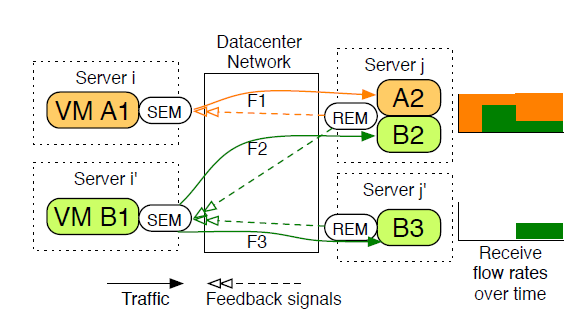 Datacenter
Network
Server i
VM A1
SEM
F1
Server j
A2
REM
B2
F2
Server i'
VM B1
SEM
F3
Server j'
REM
B3
Traffic
Feedback signals
Receive
flow rates
over time